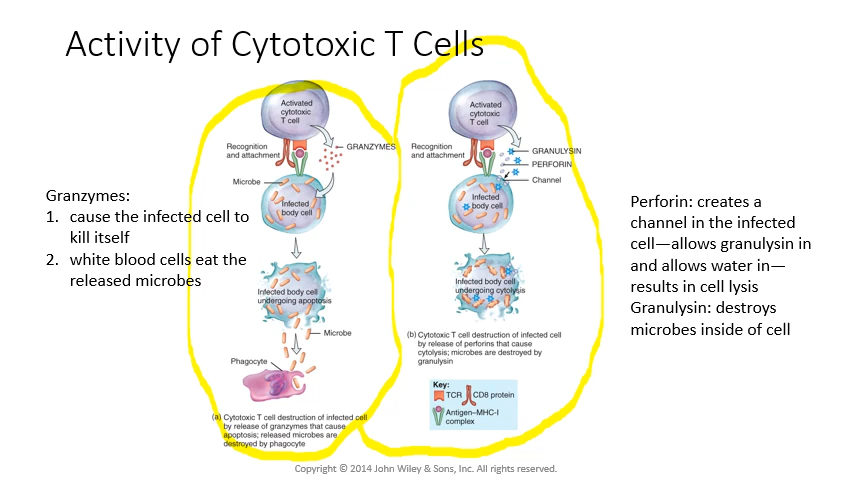 Activity of Cytotoxic T Cells
Granzymes:
1. cause the infected cell to
kill itself
2. white blood cells eat the
released microbes
Activated
cytotoxic
T cell
Recognition
and attachment
GRANZYMES
Microbe
Infected
body cell
Infected body cell
undergoing apoptosis
Microbe
Phagocyte
(a) Cytotoxic T cell destruction of infected cell
by release of granzymes that cause
apoptosis; released microbes are
destroyed by phagocyte
Activated
cytotoxic
T cell
Recognition
and attachment
GRANULYSIN
PERFORIN
Channel
Infected
body cell
Infected body cell
undergoing cytolysis
(b) Cytotoxic T cell destruction of infected cell
by release of perforins that cause
cytolysis; microbes are destroyed by
granulysin
Key:
TCR CD8 protein
Antigen–MHC-I
complex
Perforin: creates a
channel in the infected
cell—allows granulysin in
and allows water in—
results in cell lysis
Granulysin: destroys
microbes inside of cell
Copyright © 2014 John Wiley & Sons, Inc. All rights reserved.